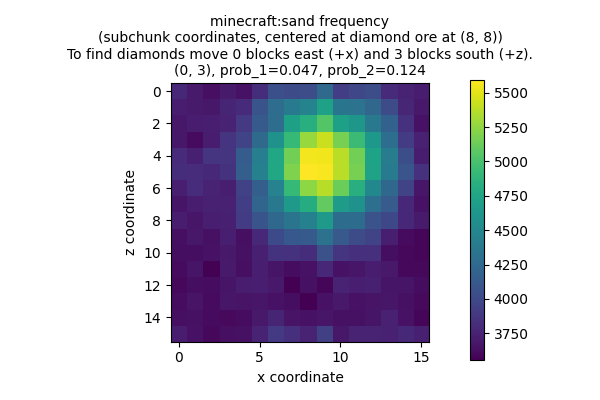 minecraft:sand frequency
(subchunk coordinates, centered at diamond ore at (8, 8))
To find diamonds move 0 blocks east (+x) and 3 blocks south (+z).
(0, 3), prob_1=0.047, prob_2=0.124
0
2
4
6
8
10
12
14
z coordinate
0 5 10 15
x coordinate
5500
5250
5000
4750
4500
4250
4000
3750